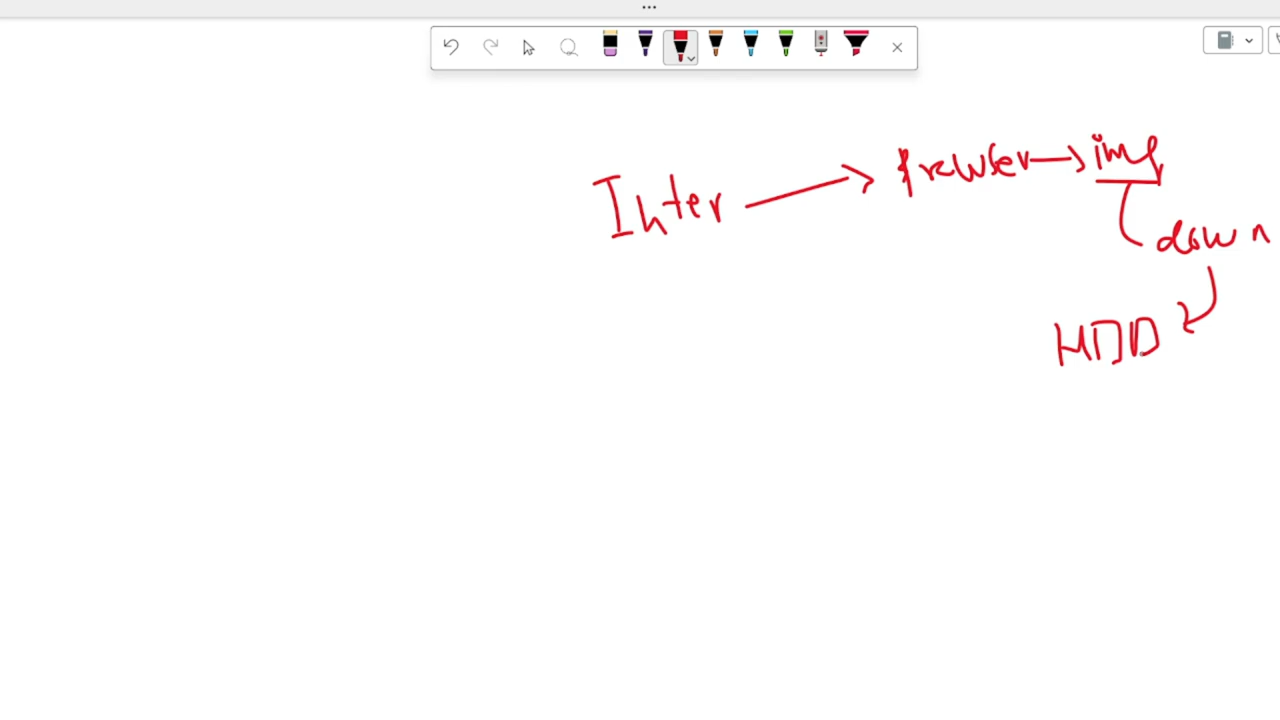 Inter → browser → img
down
HDD